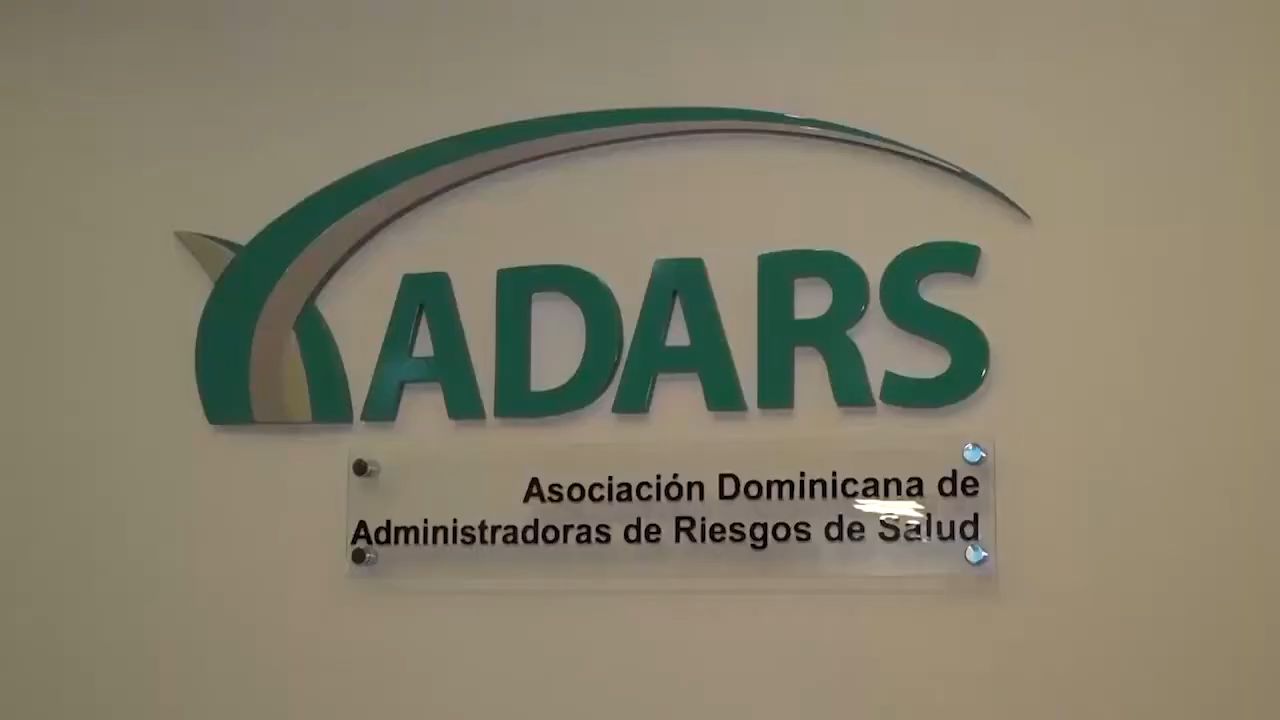 ADARS
Asociación Dominicana de
Administradoras de Riesgos de Salud